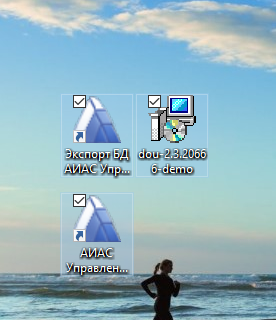 Экспорт БД
АИАС Упр...
dou-2.3.2066
6-demo
АИАС
Управлен...